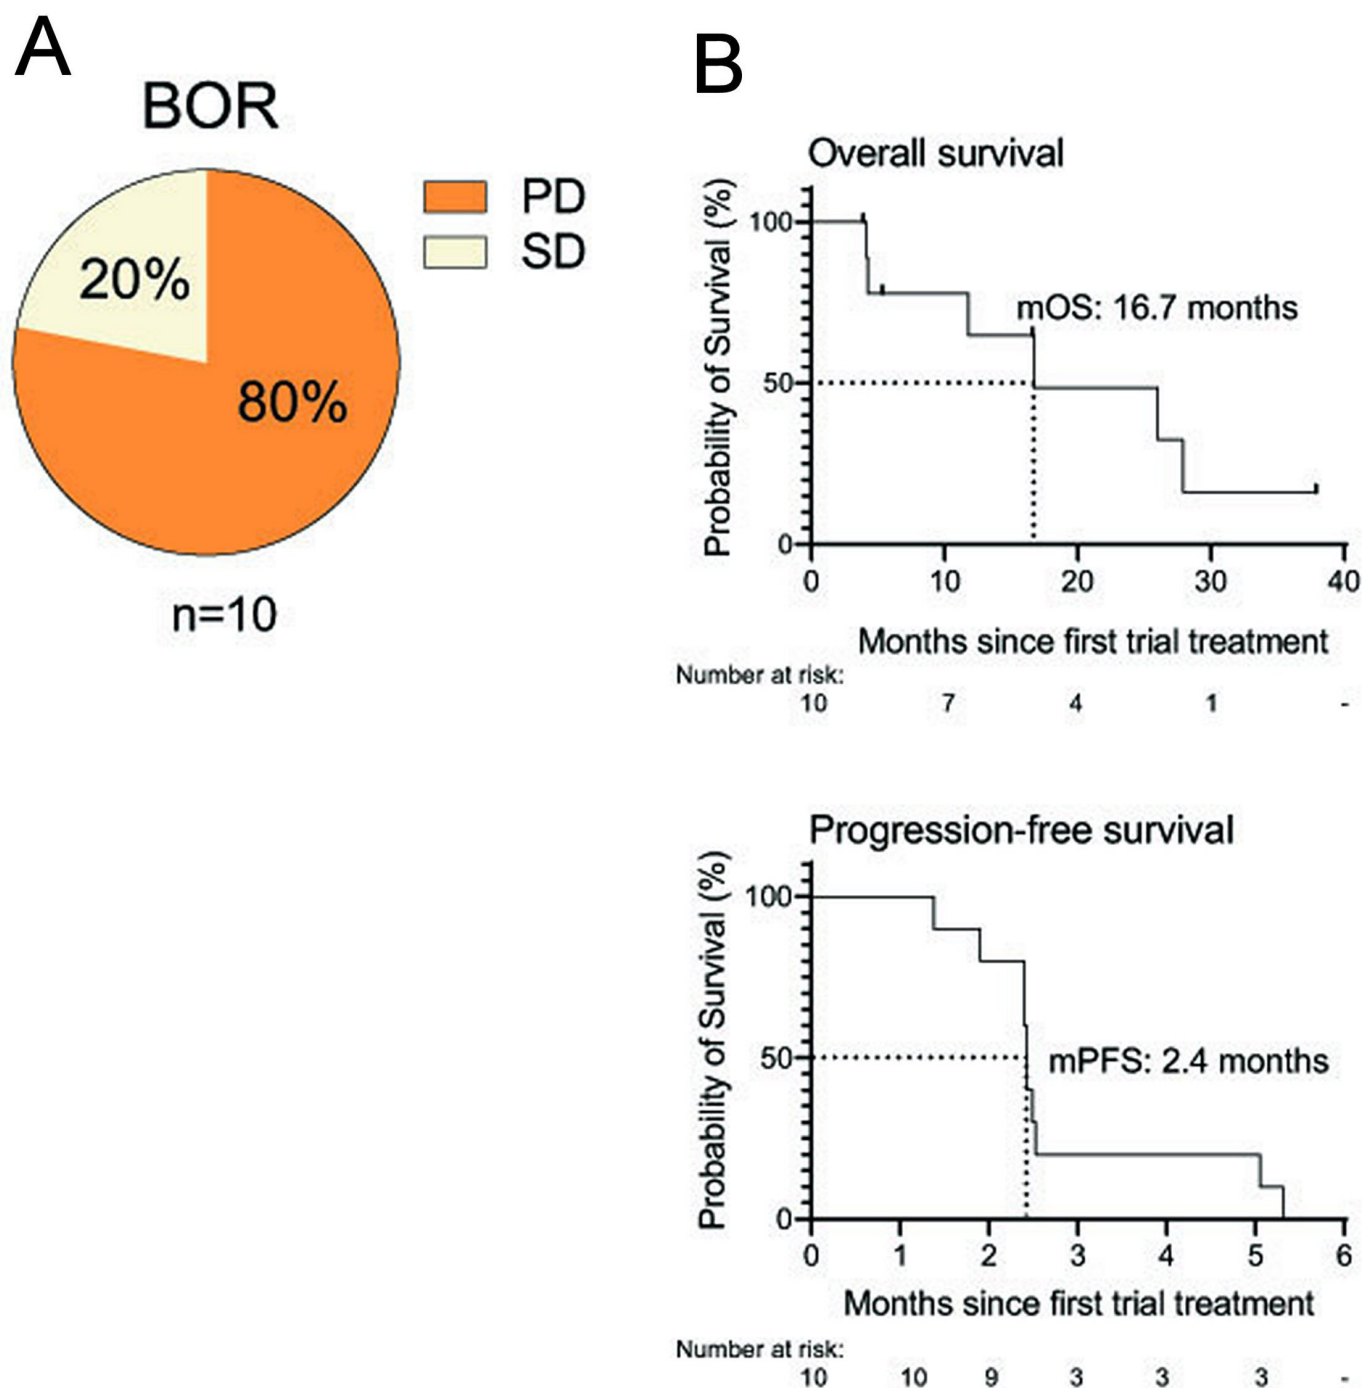 A
BOR
PD
SD
20%
80%
n=10
B
Overall survival
Probability of Survival (%)
100
50
0
mOS: 16.7 months
0 10 20 30 40
Months since first trial treatment
Number at risk:
10 7 4 1 -
Progression-free survival
Probability of Survival (%)
100
50
0
mPFS: 2.4 months
0 1 2 3 4 5 6
Months since first trial treatment
Number at risk:
10 10 9 3 3 3 -